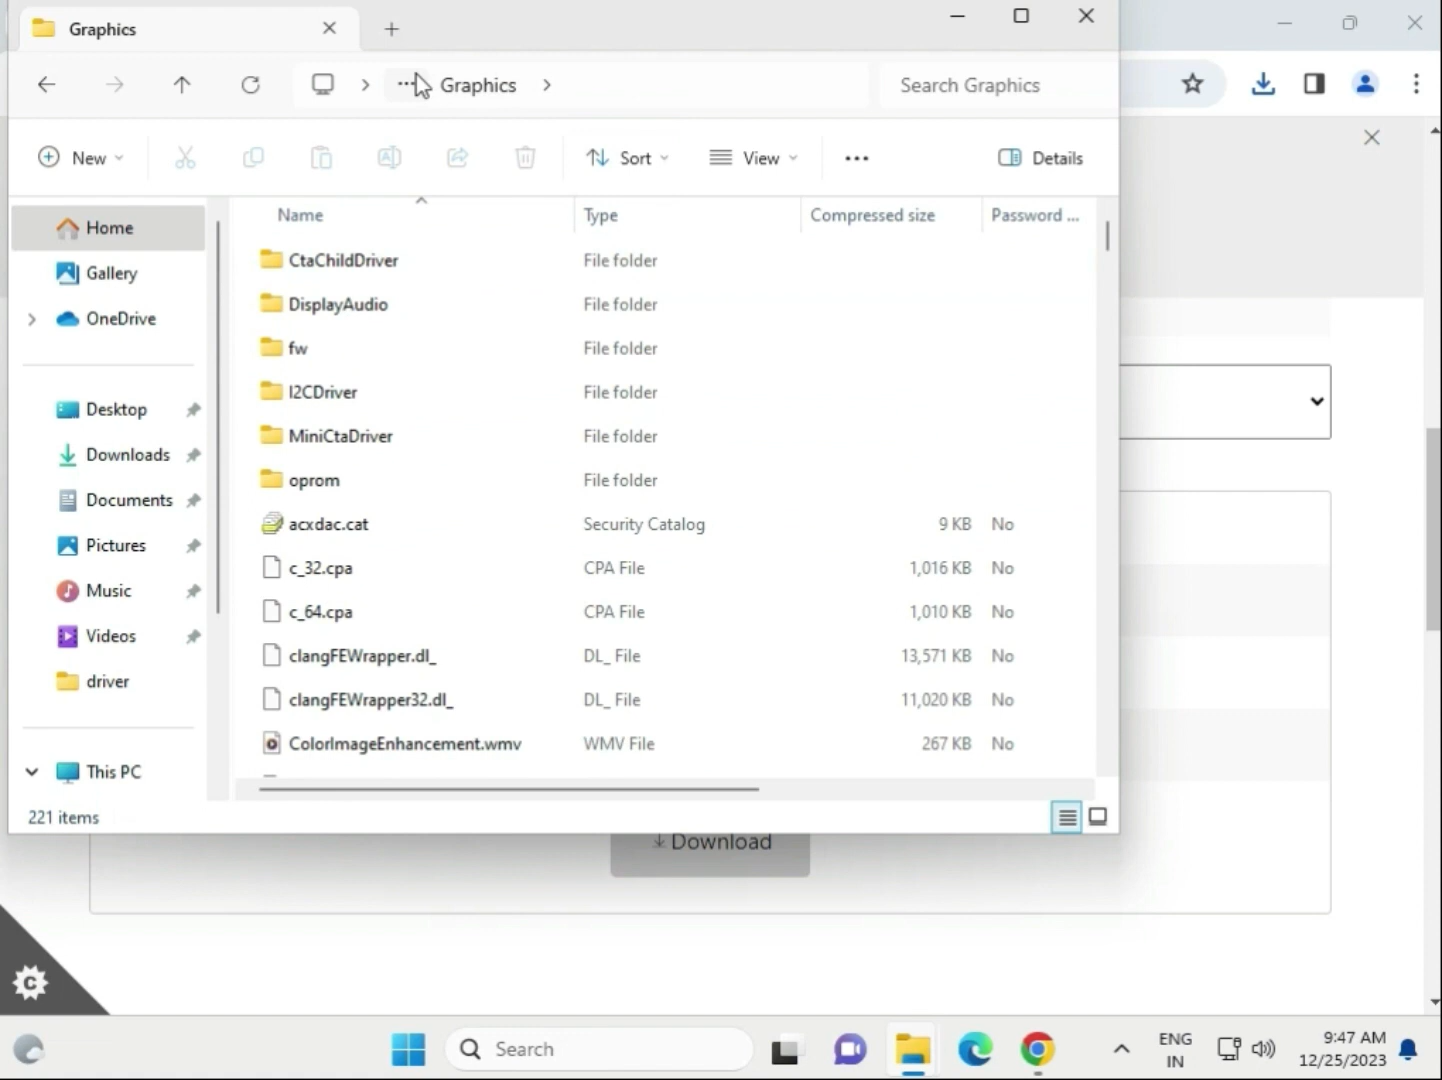 Graphics
Graphics
Search Graphics
New
Sort
View
Details
Name
Type
Compressed size
Password ...
Home
Gallery
OneDrive
Desktop
Downloads
Documents
Pictures
Music
Videos
driver
This PC
CtaChildDriver File folder
DisplayAudio File folder
fw File folder
I2CDriver File folder
MiniCtaDriver File folder
oprom File folder
acxdac.cat Security Catalog 9 KB No
c_32.cpa CPA File 1,016 KB No
c_64.cpa CPA File 1,010 KB No
clangFEWrapper.dl_ DL_ File 13,571 KB No
clangFEWrapper32.dl_ DL_ File 11,020 KB No
ColorImageEnhancement.wmv WMV File 267 KB No
221 items
Download
C
Search
ENG
IN
9:47 AM
12/25/2023